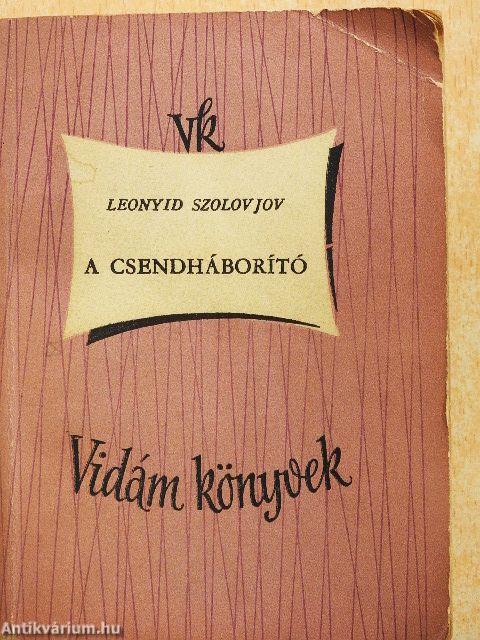 vk
LEONYID SZOLOVJOV
A CSENDHÁBORÍTÓ
Vidám könyvek
Antikvárium.hu